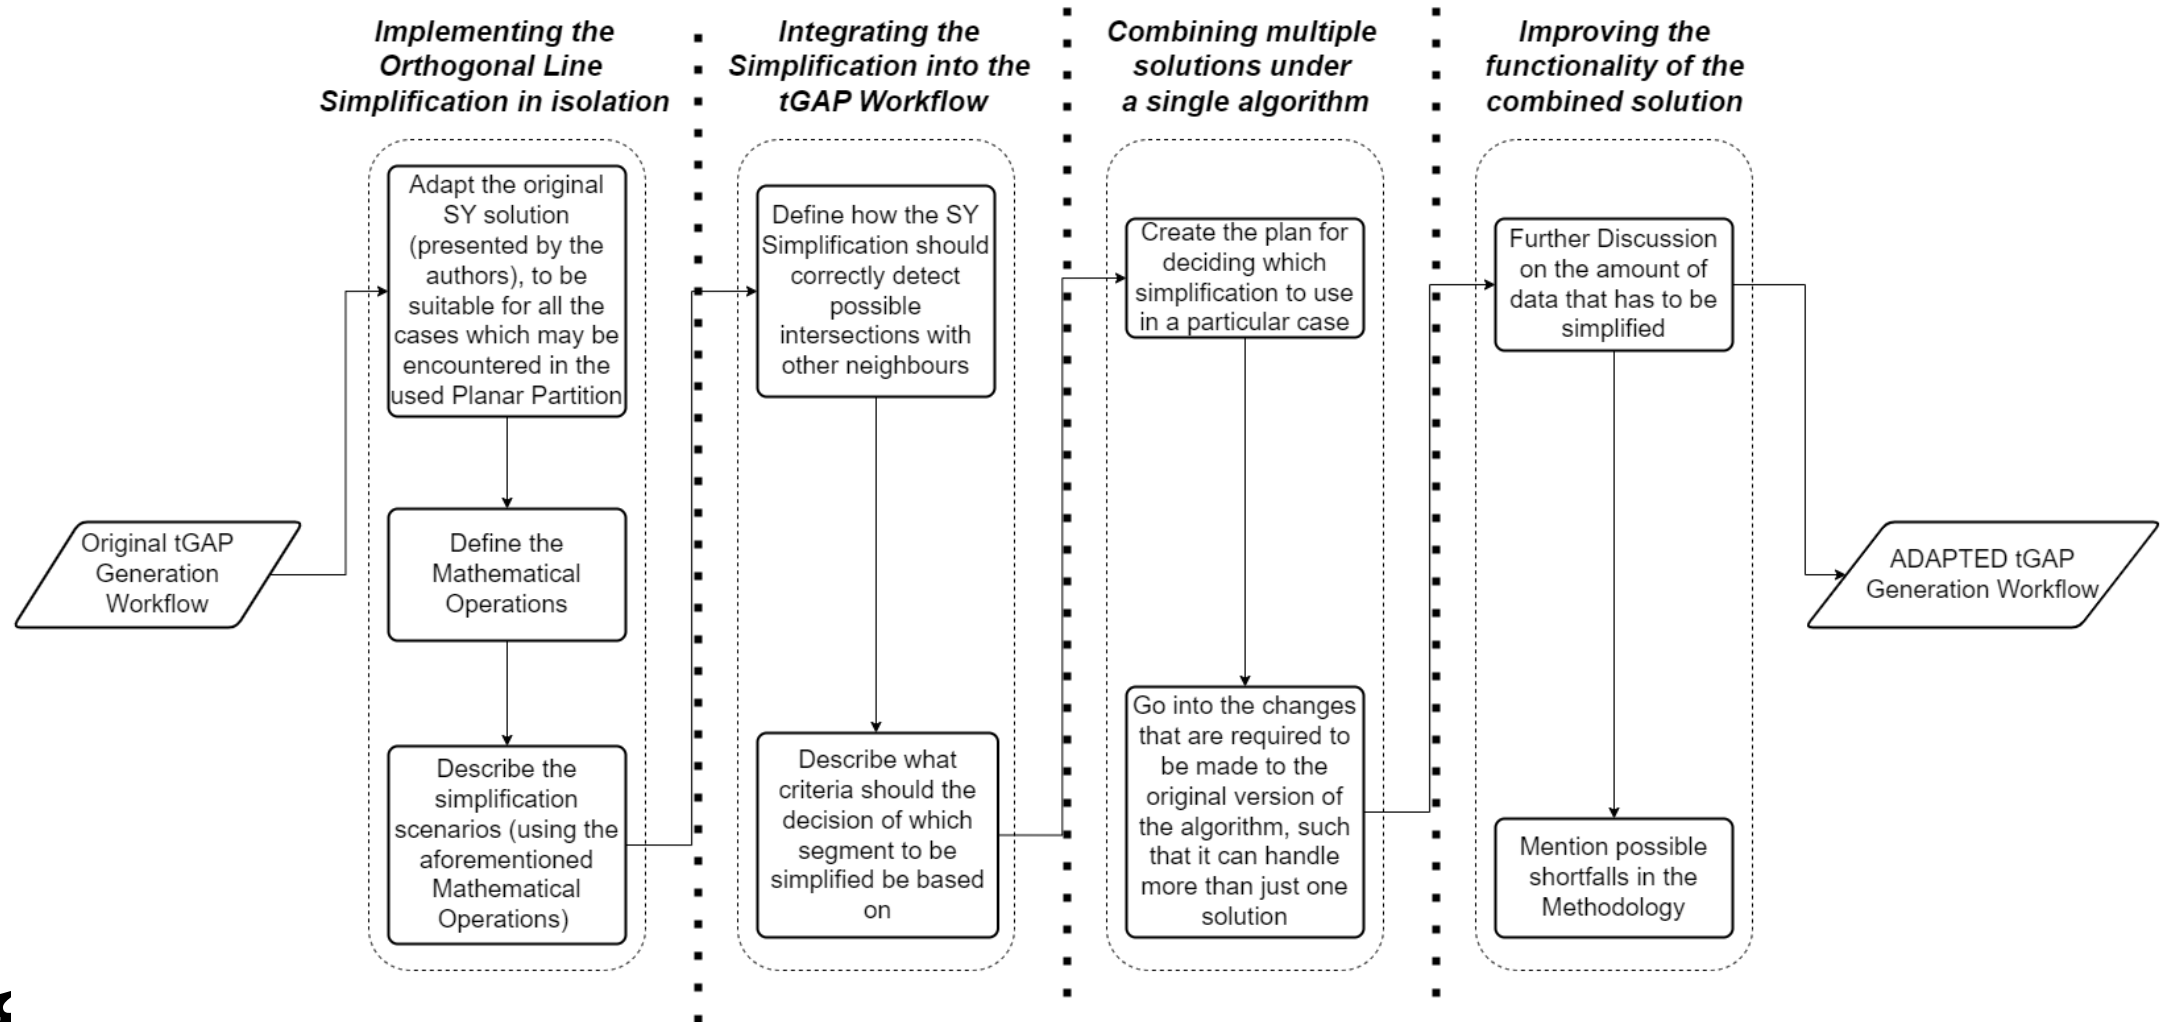 Implementing the
Orthogonal Line
Simplification in isolation
Integrating the
Simplification into the
tGAP Workflow
Combining multiple
solutions under
a single algorithm
Improving the
functionality of the
combined solution
Original tGAP
Generation
Workflow
Adapt the original
SY solution
(presented by the
authors), to be
suitable for all the
cases which may be
encountered in the
used Planar Partition
Define the
Mathematical
Operations
Describe the
simplification
scenarios (using the
aforementioned
Mathematical
Operations)
Define how the SY
Simplification should
correctly detect
possible
intersections with
other neighbours
Describe what
criteria should the
decision of which
segment to be
simplified be based
on
Create the plan for
deciding which
simplification to use
in a particular case
Go into the changes
that are required to
be made to the
original version of
the algorithm, such
that it can handle
more than just one
solution
Further Discussion
on the amount of
data that has to be
simplified
Mention possible
shortfalls in the
Methodology
ADAPTED tGAP
Generation Workflow